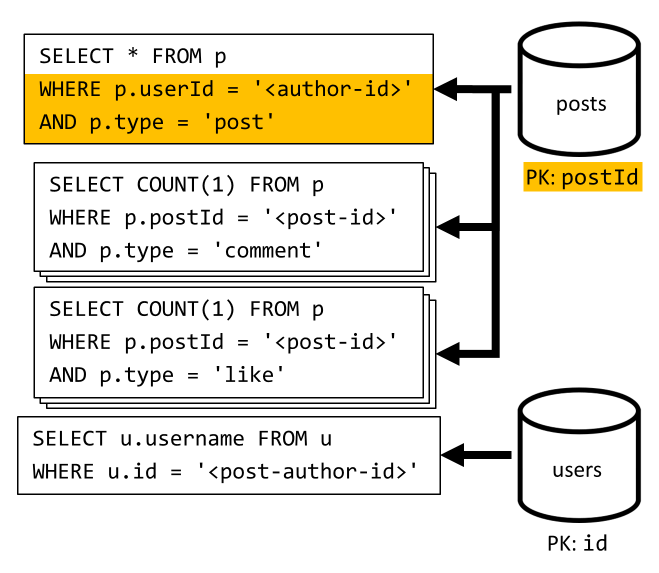 SELECT * FROM p
WHERE p.userId = '<author-id>'
AND p.type = 'post'
posts
PK: postId
SELECT COUNT(1) FROM p
WHERE p.postId = '<post-id>'
AND p.type = 'comment'
SELECT COUNT(1) FROM p
WHERE p.postId = '<post-id>'
AND p.type = 'like'
SELECT u.username FROM u
WHERE u.id = '<post-author-id>'
users
PK: id